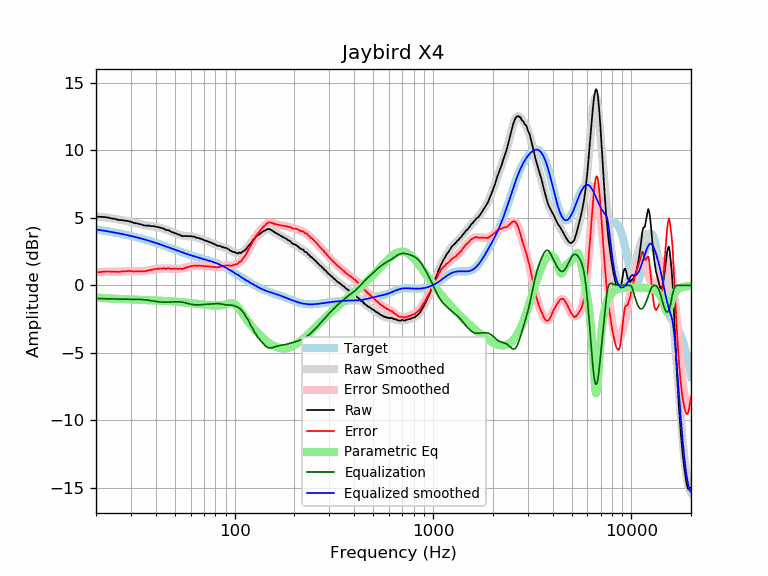 Jaybird X4
Amplitude (dBr)
15
10
5
0
−5
−10
−15
Target
Raw Smoothed
Error Smoothed
Raw
Error
Parametric Eq
Equalization
Equalized smoothed
100
1000
10000
Frequency (Hz)